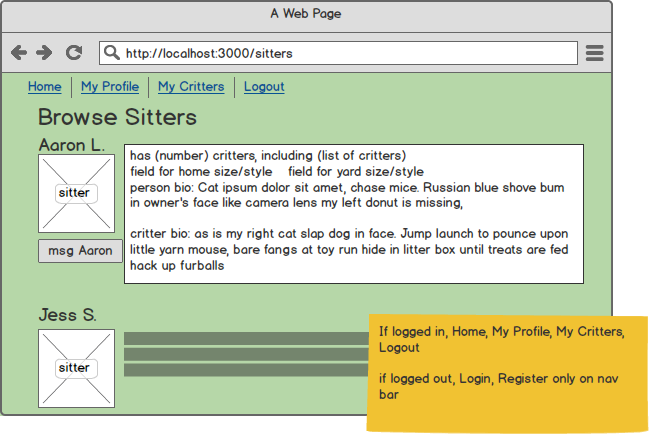 A Web Page
http://localhost:3000/sitters
Home My Profile My Critters Logout
Browse Sitters
Aaron L.
sitter
msg Aaron
has (number) critters, including (list of critters)
field for home size/style field for yard size/style
person bio: Cat ipsum dolor sit amet, chase mice. Russian blue shove bum
in owner's face like camera lens my left donut is missing,
critter bio: as is my right cat slap dog in face. Jump launch to pounce upon
little yarn mouse, bare fangs at toy run hide in litter box until treats are fed
hack up furballs
Jess S.
sitter
If logged in, Home, My Profile, My Critters,
Logout
if logged out, Login, Register only on nav
bar